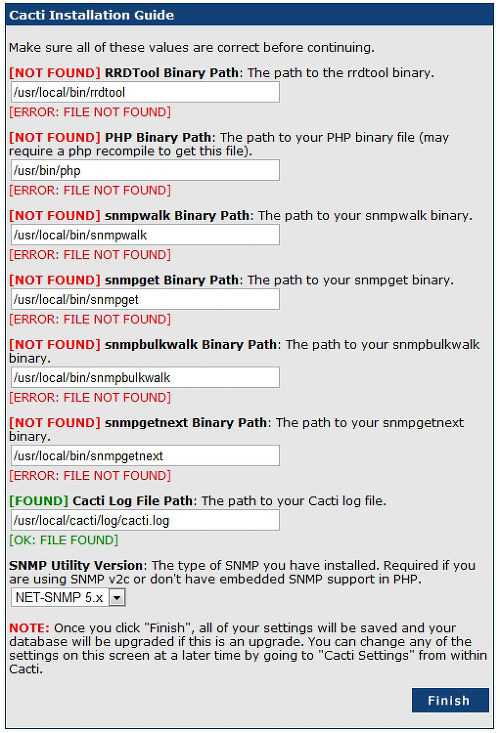 Cacti Installation Guide
Make sure all of these values are correct before continuing.
[NOT FOUND] RRDTool Binary Path: The path to the rrdtool binary.
/usr/local/bin/rrdtool
[ERROR: FILE NOT FOUND]
[NOT FOUND] PHP Binary Path: The path to your PHP binary file (may
require a php recompile to get this file).
/usr/bin/php
[ERROR: FILE NOT FOUND]
[NOT FOUND] snmpwalk Binary Path: The path to your snmpwalk binary.
/usr/local/bin/snmpwalk
[ERROR: FILE NOT FOUND]
[NOT FOUND] snmpget Binary Path: The path to your snmpget binary.
/usr/local/bin/snmpget
[ERROR: FILE NOT FOUND]
[NOT FOUND] snmpbulkwalk Binary Path: The path to your snmpbulkwalk
binary.
/usr/local/bin/snmpbulkwalk
[ERROR: FILE NOT FOUND]
[NOT FOUND] snmpgetnext Binary Path: The path to your snmpgetnext
binary.
/usr/local/bin/snmpgetnext
[ERROR: FILE NOT FOUND]
[FOUND] Cacti Log File Path: The path to your Cacti log file.
/usr/local/cacti/log/cacti.log
[OK: FILE FOUND]
SNMP Utility Version: The type of SNMP you have installed. Required if you
are using SNMP v2c or don't have embedded SNMP support in PHP.
NET-SNMP 5.x
NOTE: Once you click "Finish", all of your settings will be saved and your
database will be upgraded if this is an upgrade. You can change any of the
settings on this screen at a later time by going to "Cacti Settings" from within
Cacti.
Finish